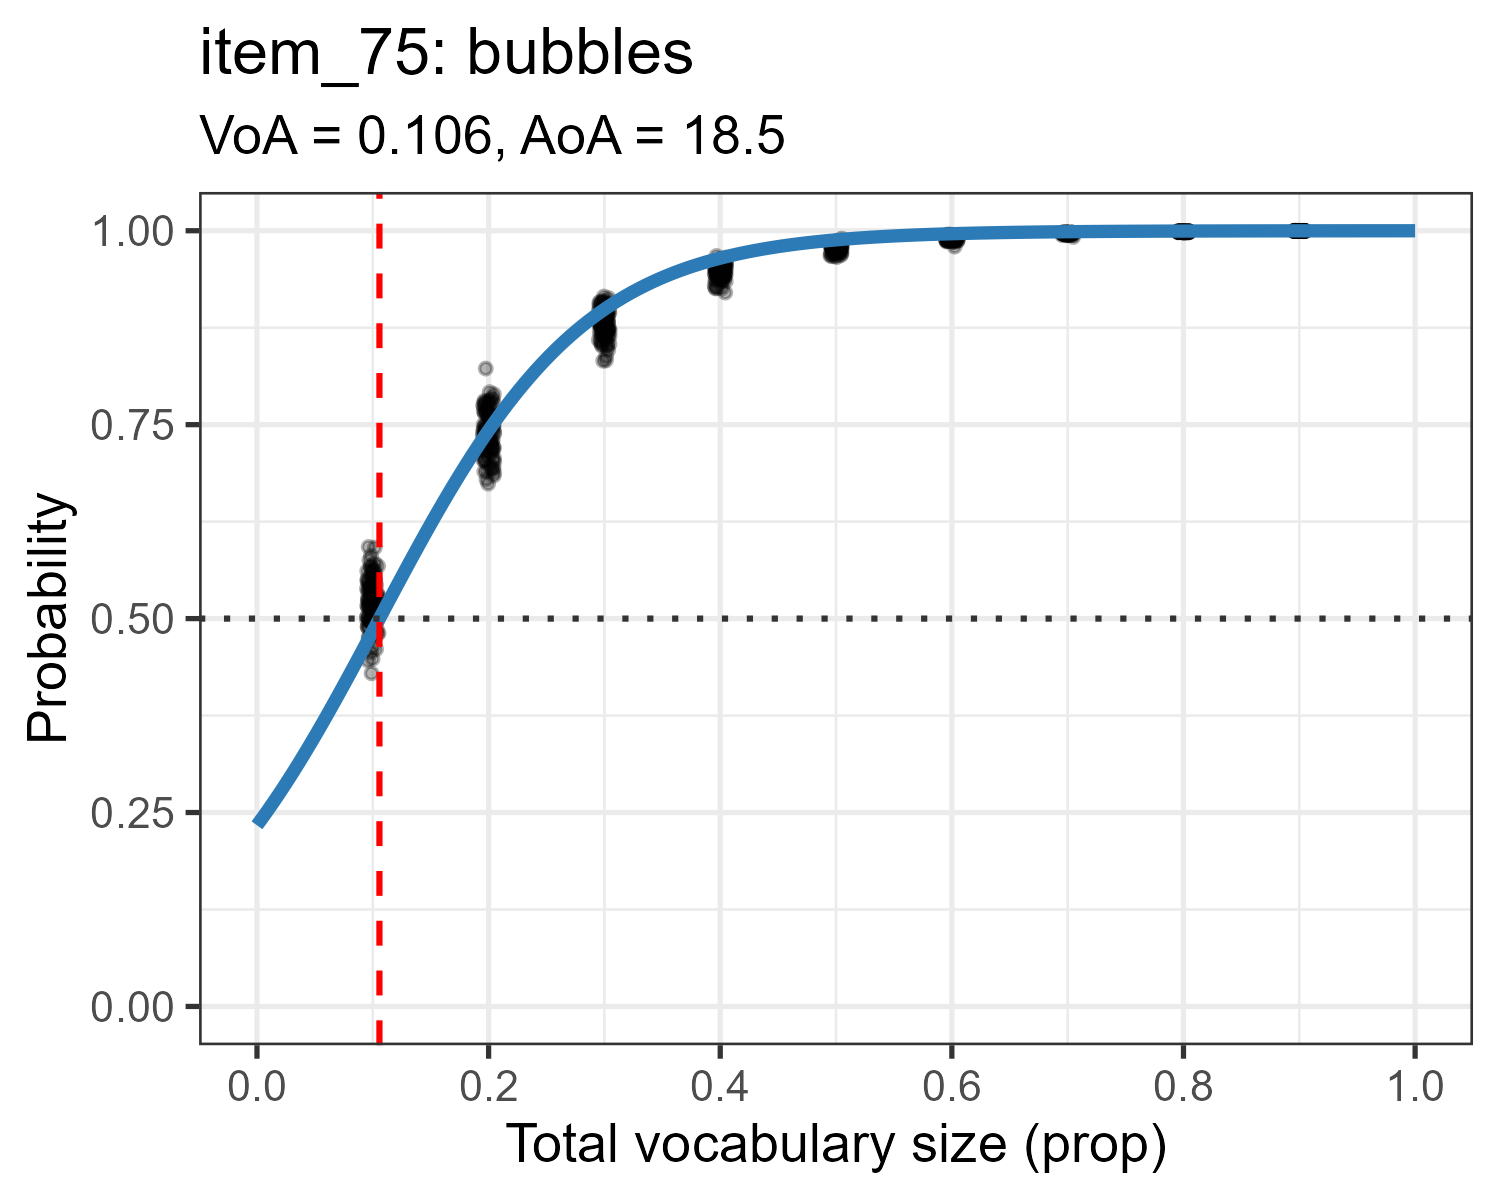 item_75: bubbles
VoA = 0.106, AoA = 18.5
1.00
0.75
0.50
0.25
0.00
Probability
0.0 0.2 0.4 0.6 0.8 1.0
Total vocabulary size (prop)